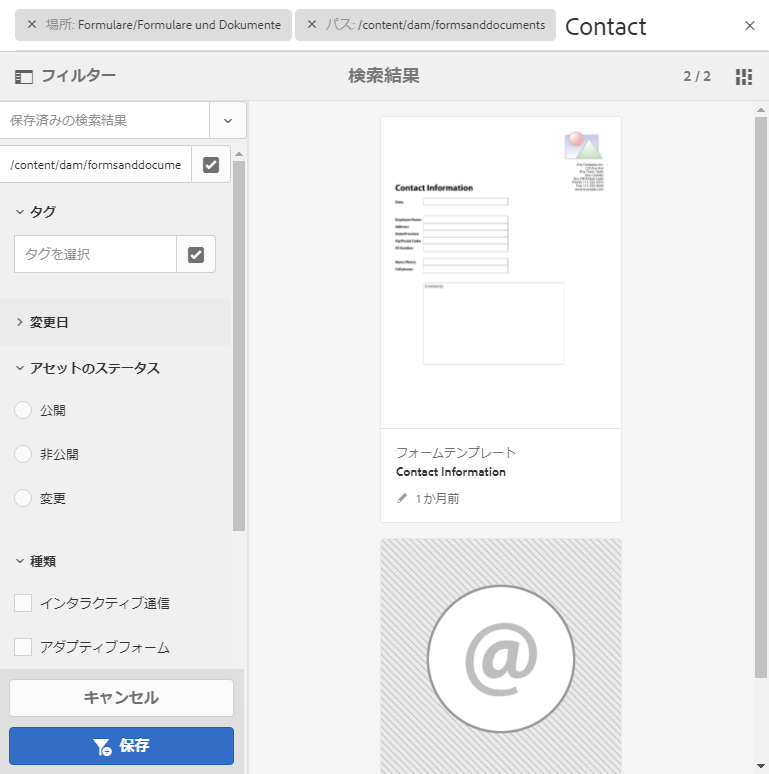 ✕ 場所: Formulare/Formulare und Dokumente
✕ パス: /content/dam/formsanddocuments
Contact
✕
フィルター
検索結果
2 / 2
保存済みの検索結果
/content/dam/formsanddocume
タグ
タグを選択
変更日
アセットのステータス
公開
非公開
変更
種類
インタラクティブ通信
アダプティブフォーム
キャンセル
保存
Contact Information
Date:
Employee Name:
Address:
State/Province:
Zip/Postal Code:
Home Phone:
Cell phone:
Comments:
フォームテンプレート
Contact Information
1 か月前
@